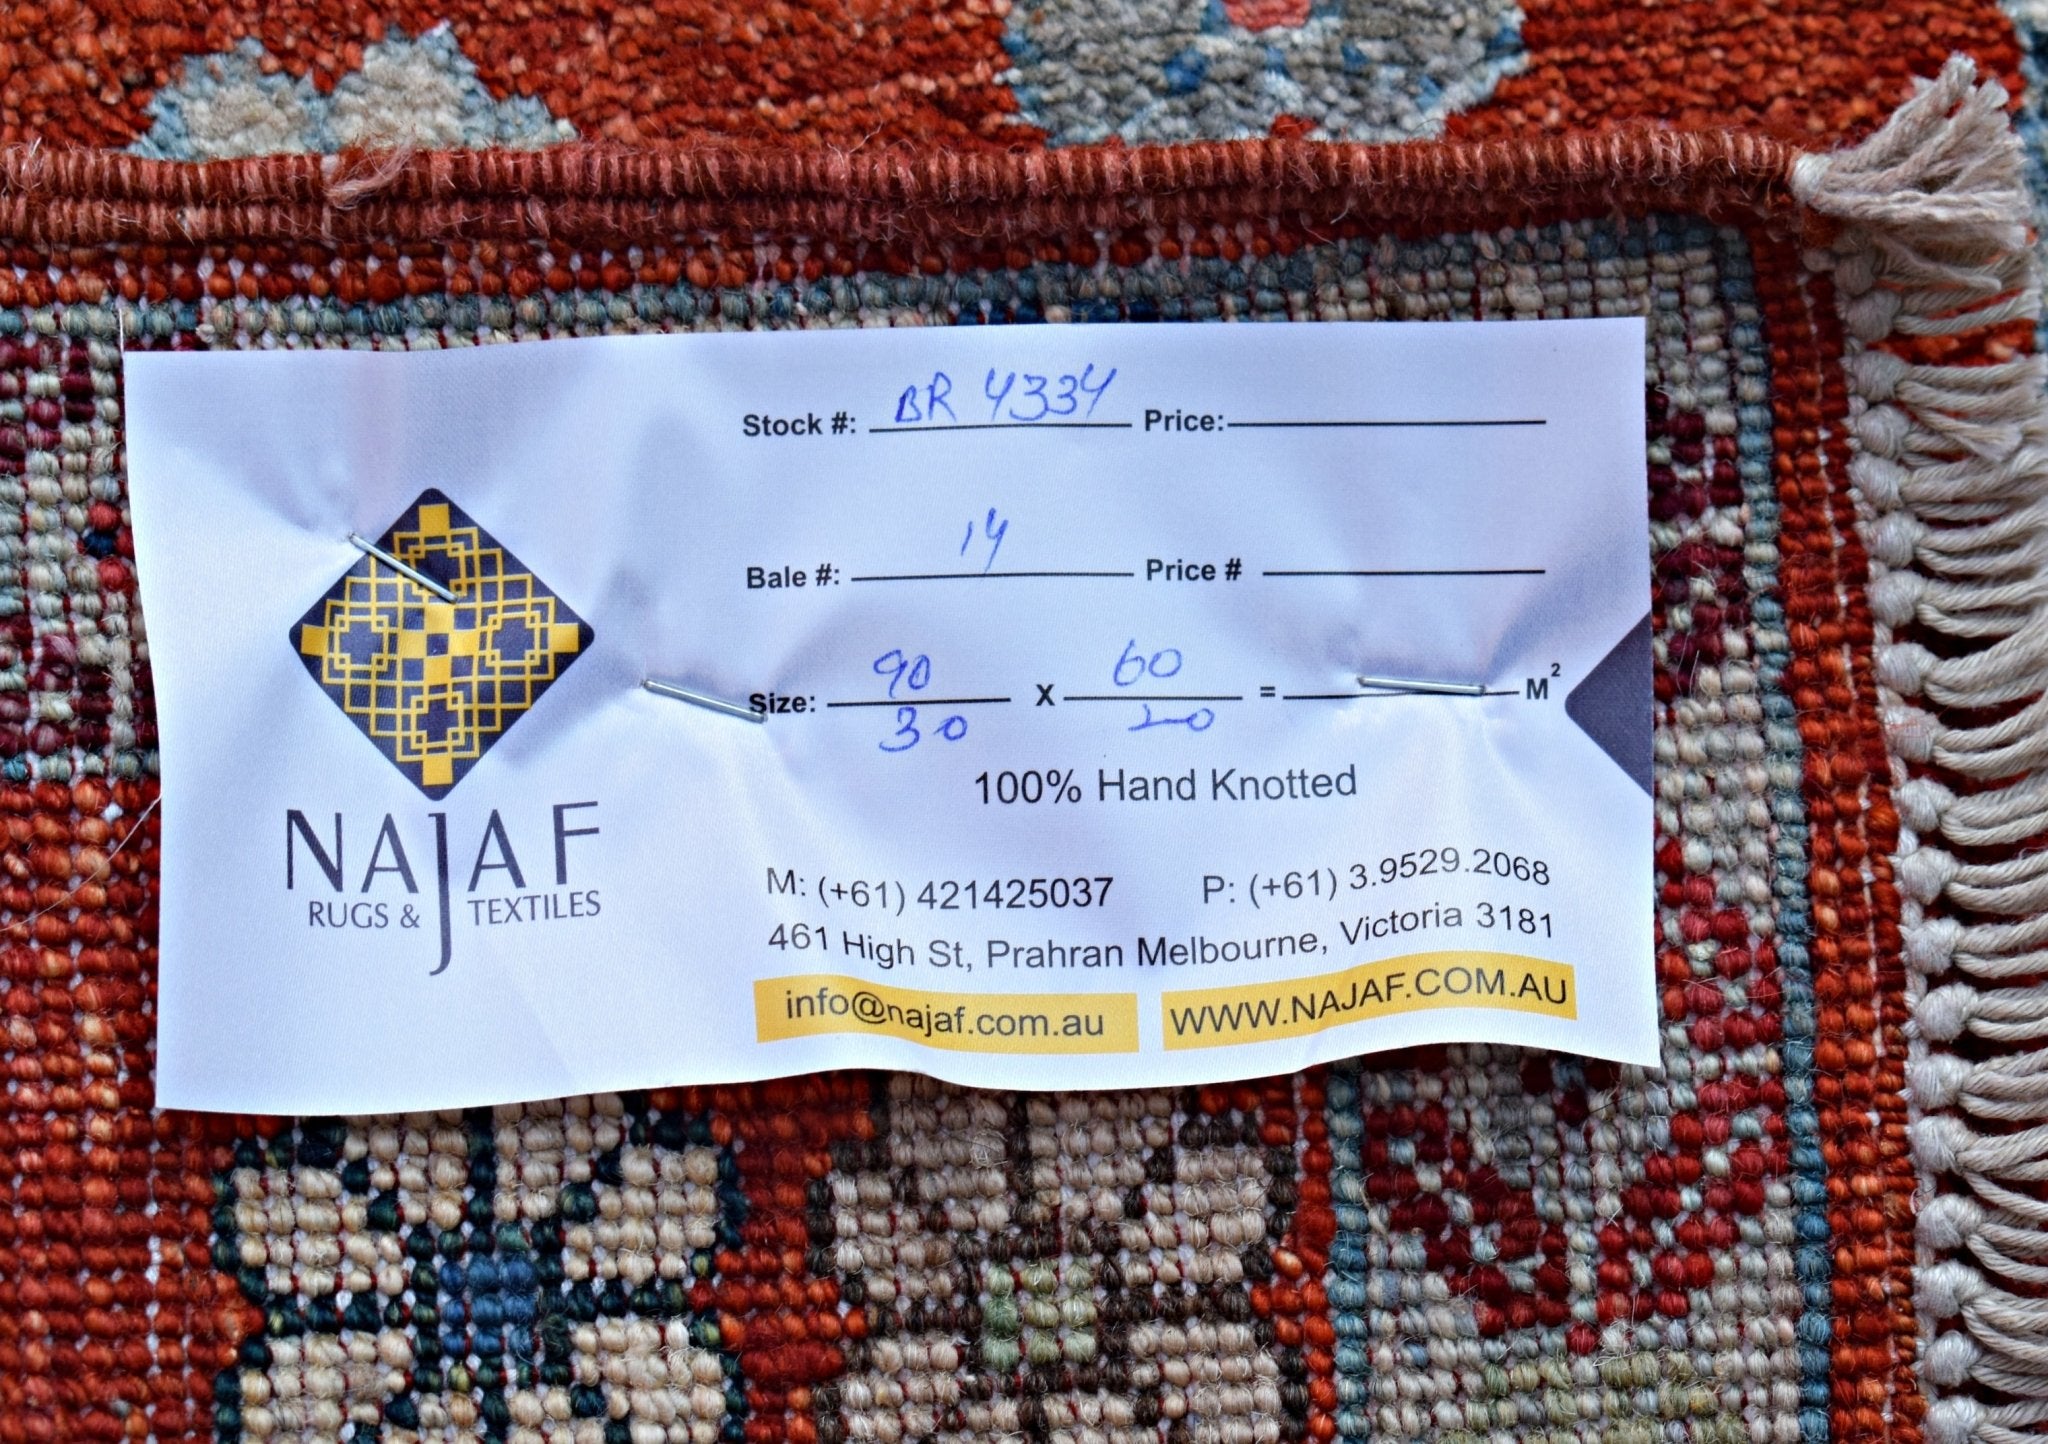 Stock #: BR 4334 Price:
Bale #: 14 Price #
Size: 90 X 60 = M²
30 20
100% Hand Knotted
NAJAF
RUGS & TEXTILES
M: (+61) 421425037 P: (+61) 3.9529.2068
461 High St, Prahran Melbourne, Victoria 3181
info@najaf.com.au WWW.NAJAF.COM.AU